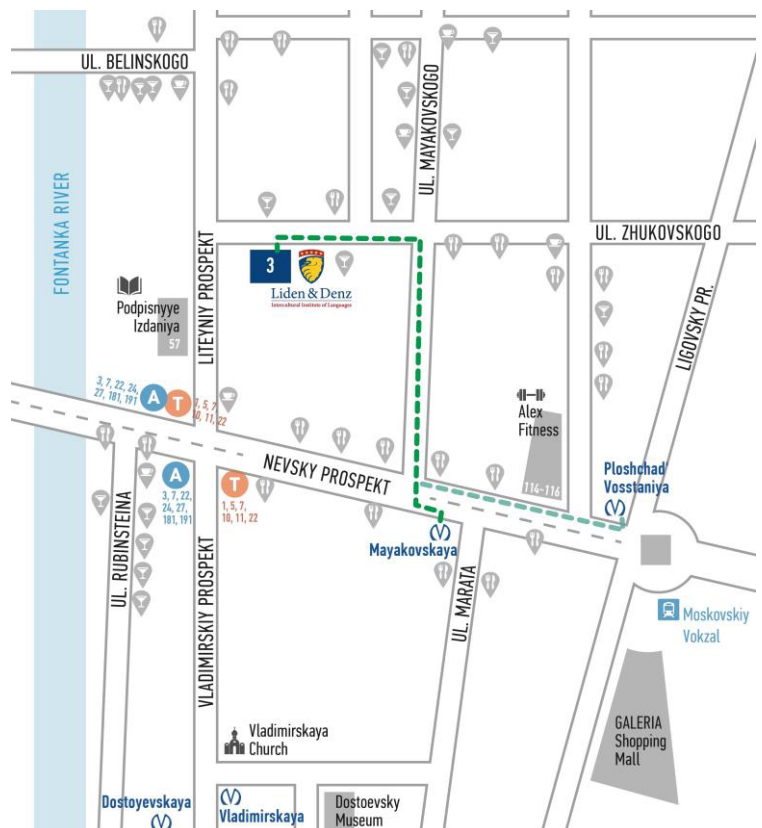 UL. BELINSKOGO
UL. MAYAKOVSKOGO
FONTANKA RIVER
UL. ZHUKOVSKOGO
LITEYNIY PROSPEKT
3
Liden & Denz
Intercultural Institute of Languages
LIGOVSKY PR.
Podpisnyye
Izdaniya
57
3, 7, 22, 24,
27, 181, 191
A
T
1, 5, 7,
10, 11, 22
Alex
Fitness
114-116
NEVSKY PROSPEKT
Ploshchad
Vosstaniya
A
3, 7, 22,
24, 27,
181, 191
T
1, 5, 7,
10, 11, 22
Mayakovskaya
UL. RUBINSTEINA
VLADIMIRSKIY PROSPEKT
UL. MARATA
Moskovskiy
Vokzal
Vladimirskaya
Church
GALERIA
Shopping
Mall
Dostoyevskaya
Vladimirskaya
Dostoevsky
Museum